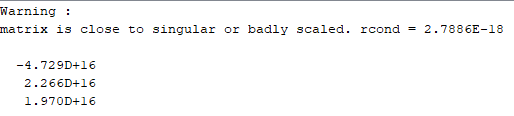 Warning :
matrix is close to singular or badly scaled. rcond = 2.7886E-18
-4.729D+16
2.266D+16
1.970D+16